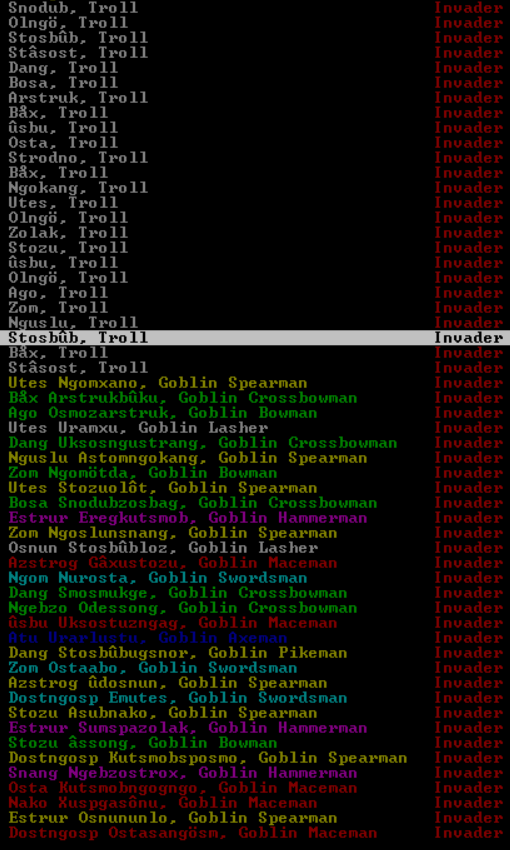 Snodub, Troll Invader
Olngö, Troll Invader
Stosbûb, Troll Invader
Stâsost, Troll Invader
Dang, Troll Invader
Bosa, Troll Invader
Arstruk, Troll Invader
Båx, Troll Invader
ûsbu, Troll Invader
Osta, Troll Invader
Strodno, Troll Invader
Båx, Troll Invader
Ngokang, Troll Invader
Utes, Troll Invader
Olngö, Troll Invader
Zolak, Troll Invader
Stozu, Troll Invader
ûsbu, Troll Invader
Olngö, Troll Invader
Ago, Troll Invader
Zom, Troll Invader
Nguslu, Troll Invader
Stosbûb, Troll Invader
Båx, Troll Invader
Stâsost, Troll Invader
Utes Ngomxano, Goblin Spearman Invader
Båx Arstrukbûku, Goblin Crossbowman Invader
Ago Osmozarstruk, Goblin Bowman Invader
Utes Uramxu, Goblin Lasher Invader
Dang Uksosngustrang, Goblin Crossbowman Invader
Nguslu Astomngokang, Goblin Spearman Invader
Zom Ngomötda, Goblin Bowman Invader
Utes Stozuolôt, Goblin Spearman Invader
Bosa Snodubzosbag, Goblin Crossbowman Invader
Estrur Eregkutsmob, Goblin Hammerman Invader
Zom Ngoslunsnang, Goblin Spearman Invader
Osnun Stosbûbloz, Goblin Lasher Invader
Azstrog Gâxustozu, Goblin Maceman Invader
Ngom Nurosta, Goblin Swordsman Invader
Dang Smosmukge, Goblin Crossbowman Invader
Ngebzo Odessong, Goblin Crossbowman Invader
ûsbu Uksostuzngag, Goblin Maceman Invader
Atu Urarlustu, Goblin Axeman Invader
Dang Stosbûbugsnor, Goblin Pikeman Invader
Zom Ostaabo, Goblin Swordsman Invader
Azstrog ûdosnun, Goblin Spearman Invader
Dostngosp Emutes, Goblin Swordsman Invader
Stozu Asubnako, Goblin Spearman Invader
Estrur Sumspazolak, Goblin Hammerman Invader
Stozu âssong, Goblin Bowman Invader
Dostngosp Kutsmobsposmo, Goblin Spearman Invader
Snang Ngebzostrox, Goblin Hammerman Invader
Osta Kutsmobngogngo, Goblin Maceman Invader
Nako Xuspgasônu, Goblin Maceman Invader
Estrur Osnununlo, Goblin Spearman Invader
Dostngosp Ostasangösm, Goblin Maceman Invader